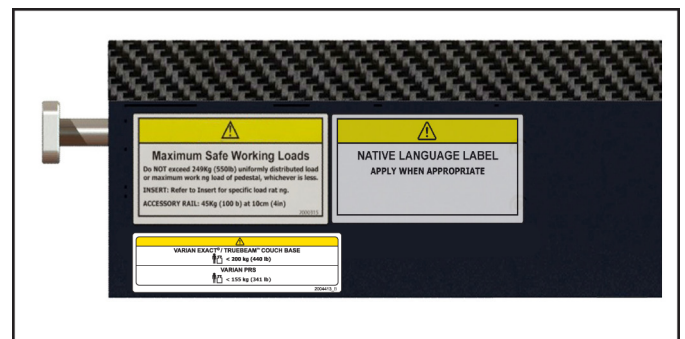 Maximum Safe Working Loads
Do NOT exceed 249Kg (550lb) uniformly distributed load
or maximum work ng load of pedestal, whichever is less.
INSERT: Refer to Insert for specific load rat ng.
ACCESSORY RAIL: 45Kg (100 b) at 10cm (4in)
NATIVE LANGUAGE LABEL
APPLY WHEN APPROPRIATE
VARIAN EXACT®/ TRUEBEAM™ COUCH BASE
< 200 kg (440 lb)
VARIAN PRS
< 155 kg (341 lb)